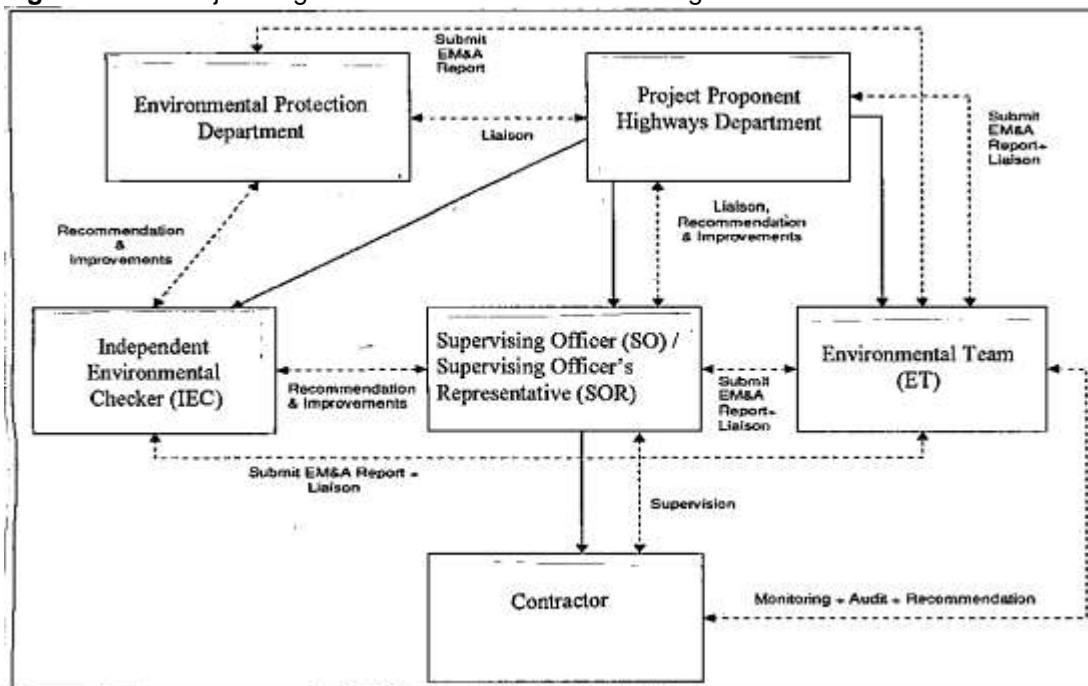 Submit
EM&A
Report
Environmental Protection
Department
Project Proponent
Highways Department
Liaison
Submit
EM&A
Report+
Liaison
Recommendation
&
Improvements
Liaison,
Recommendation
& Improvements
Independent
Environmental
Checker (IEC)
Recommendation
& Improvements
Supervising Officer (SO) /
Supervising Officer's
Representative (SOR)
Submit
EM&A
Report+
Liaison
Environmental Team
(ET)
Submit EM&A Report +
Liaison
Supervision
Contractor
Monitoring + Audit + Recommendation